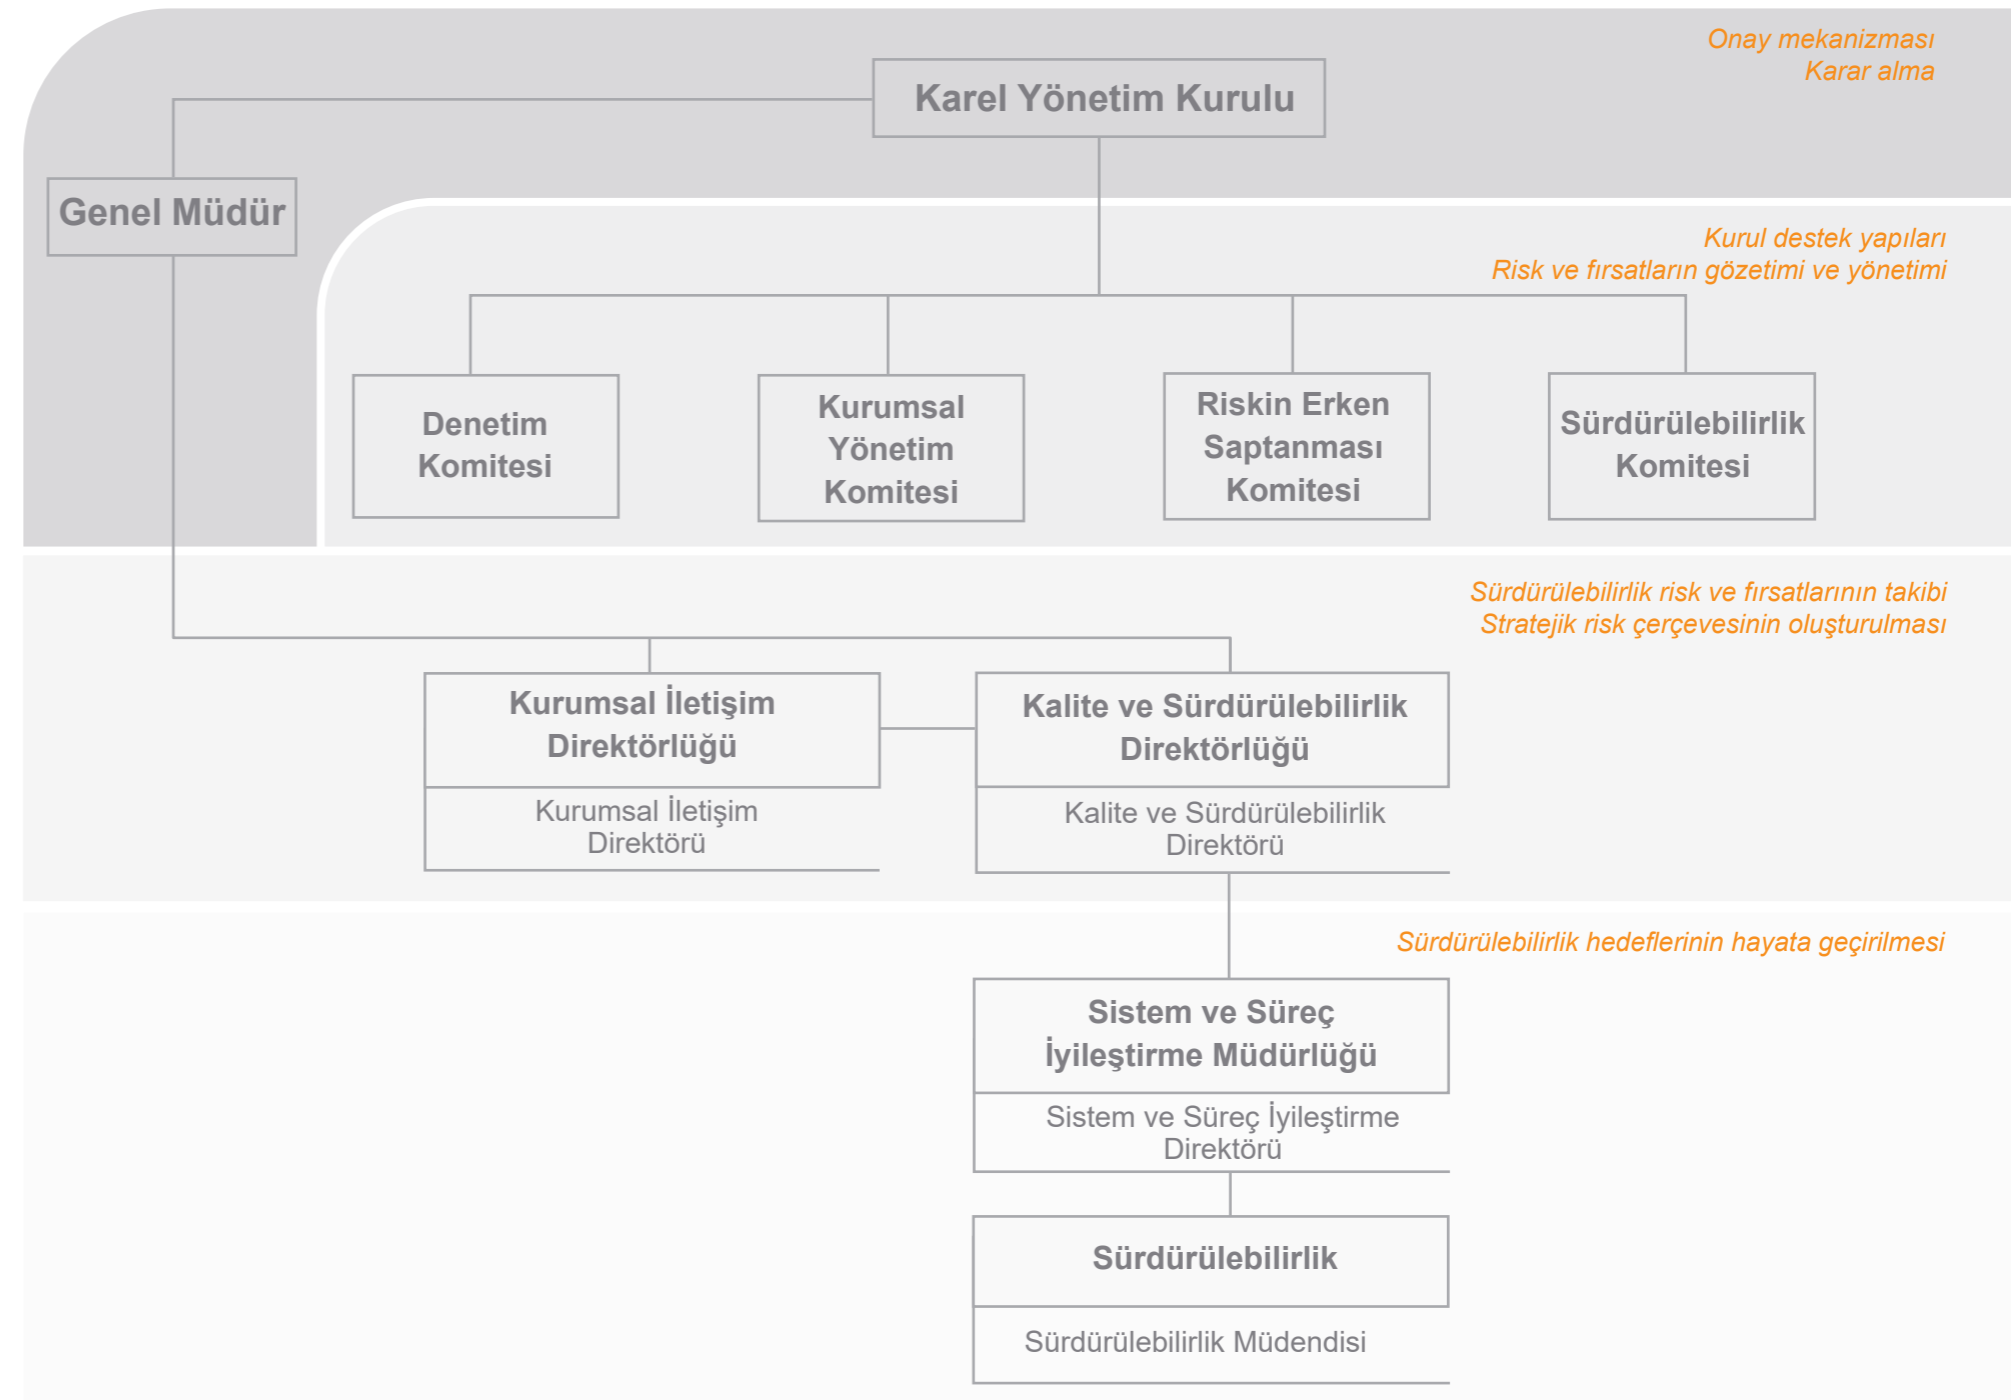 Onay mekanizması
Karar alma
Karel Yönetim Kurulu
Genel Müdür
Kurul destek yapıları
Risk ve fırsatların gözetimi ve yönetimi
Denetim
Komitesi
Kurumsal
Yönetim
Komitesi
Riskin Erken
Saptanması
Komitesi
Sürdürülebilirlik
Komitesi
Sürdürülebilirlik risk ve fırsatlarının takibi
Stratejik risk çerçevesinin oluşturulması
Kurumsal İletişim
Direktörlüğü
Kurumsal İletişim
Direktörü
Kalite ve Sürdürülebilirlik
Direktörlüğü
Kalite ve Sürdürülebilirlik
Direktörü
Sürdürülebilirlik hedeflerinin hayata geçirilmesi
Sistem ve Süreç
İyileştirme Müdürlüğü
Sistem ve Süreç İyileştirme
Direktörü
Sürdürülebilirlik
Sürdürülebilirlik Müdendisi